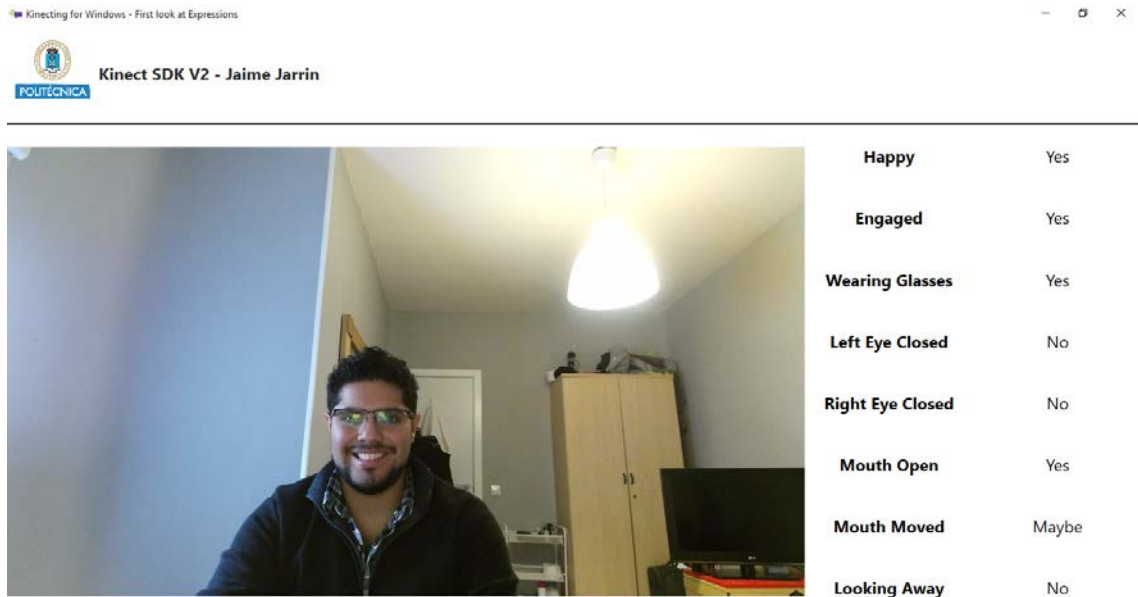 Kinecting for Windows - First look at Expressions
POLITÉCNICA
Kinect SDK V2 - Jaime Jarrin
Happy Yes
Engaged Yes
Wearing Glasses Yes
Left Eye Closed No
Right Eye Closed No
Mouth Open Yes
Mouth Moved Maybe
Looking Away No